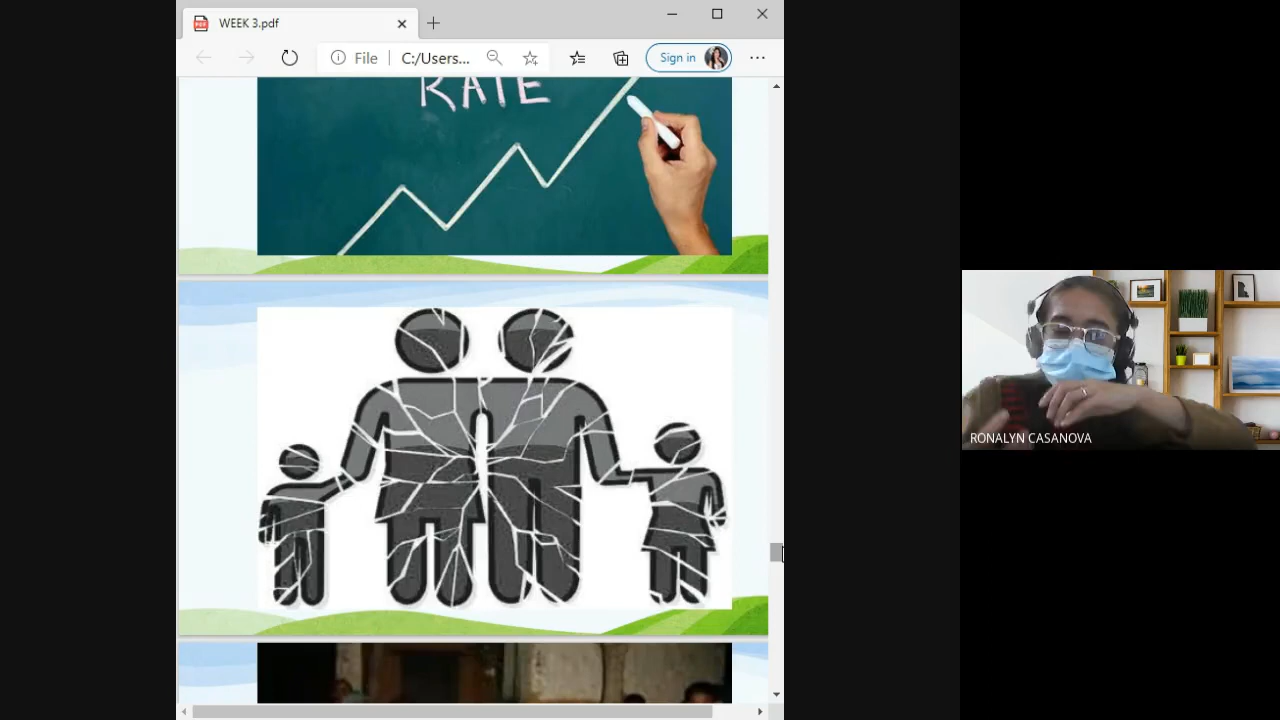 WEEK 3.pdf
File
C:/Users...
Sign in
RATE
RONALYN CASANOVA